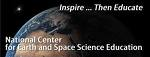 Inspire ... Then Educate
National Center
for Earth and Space Science Education